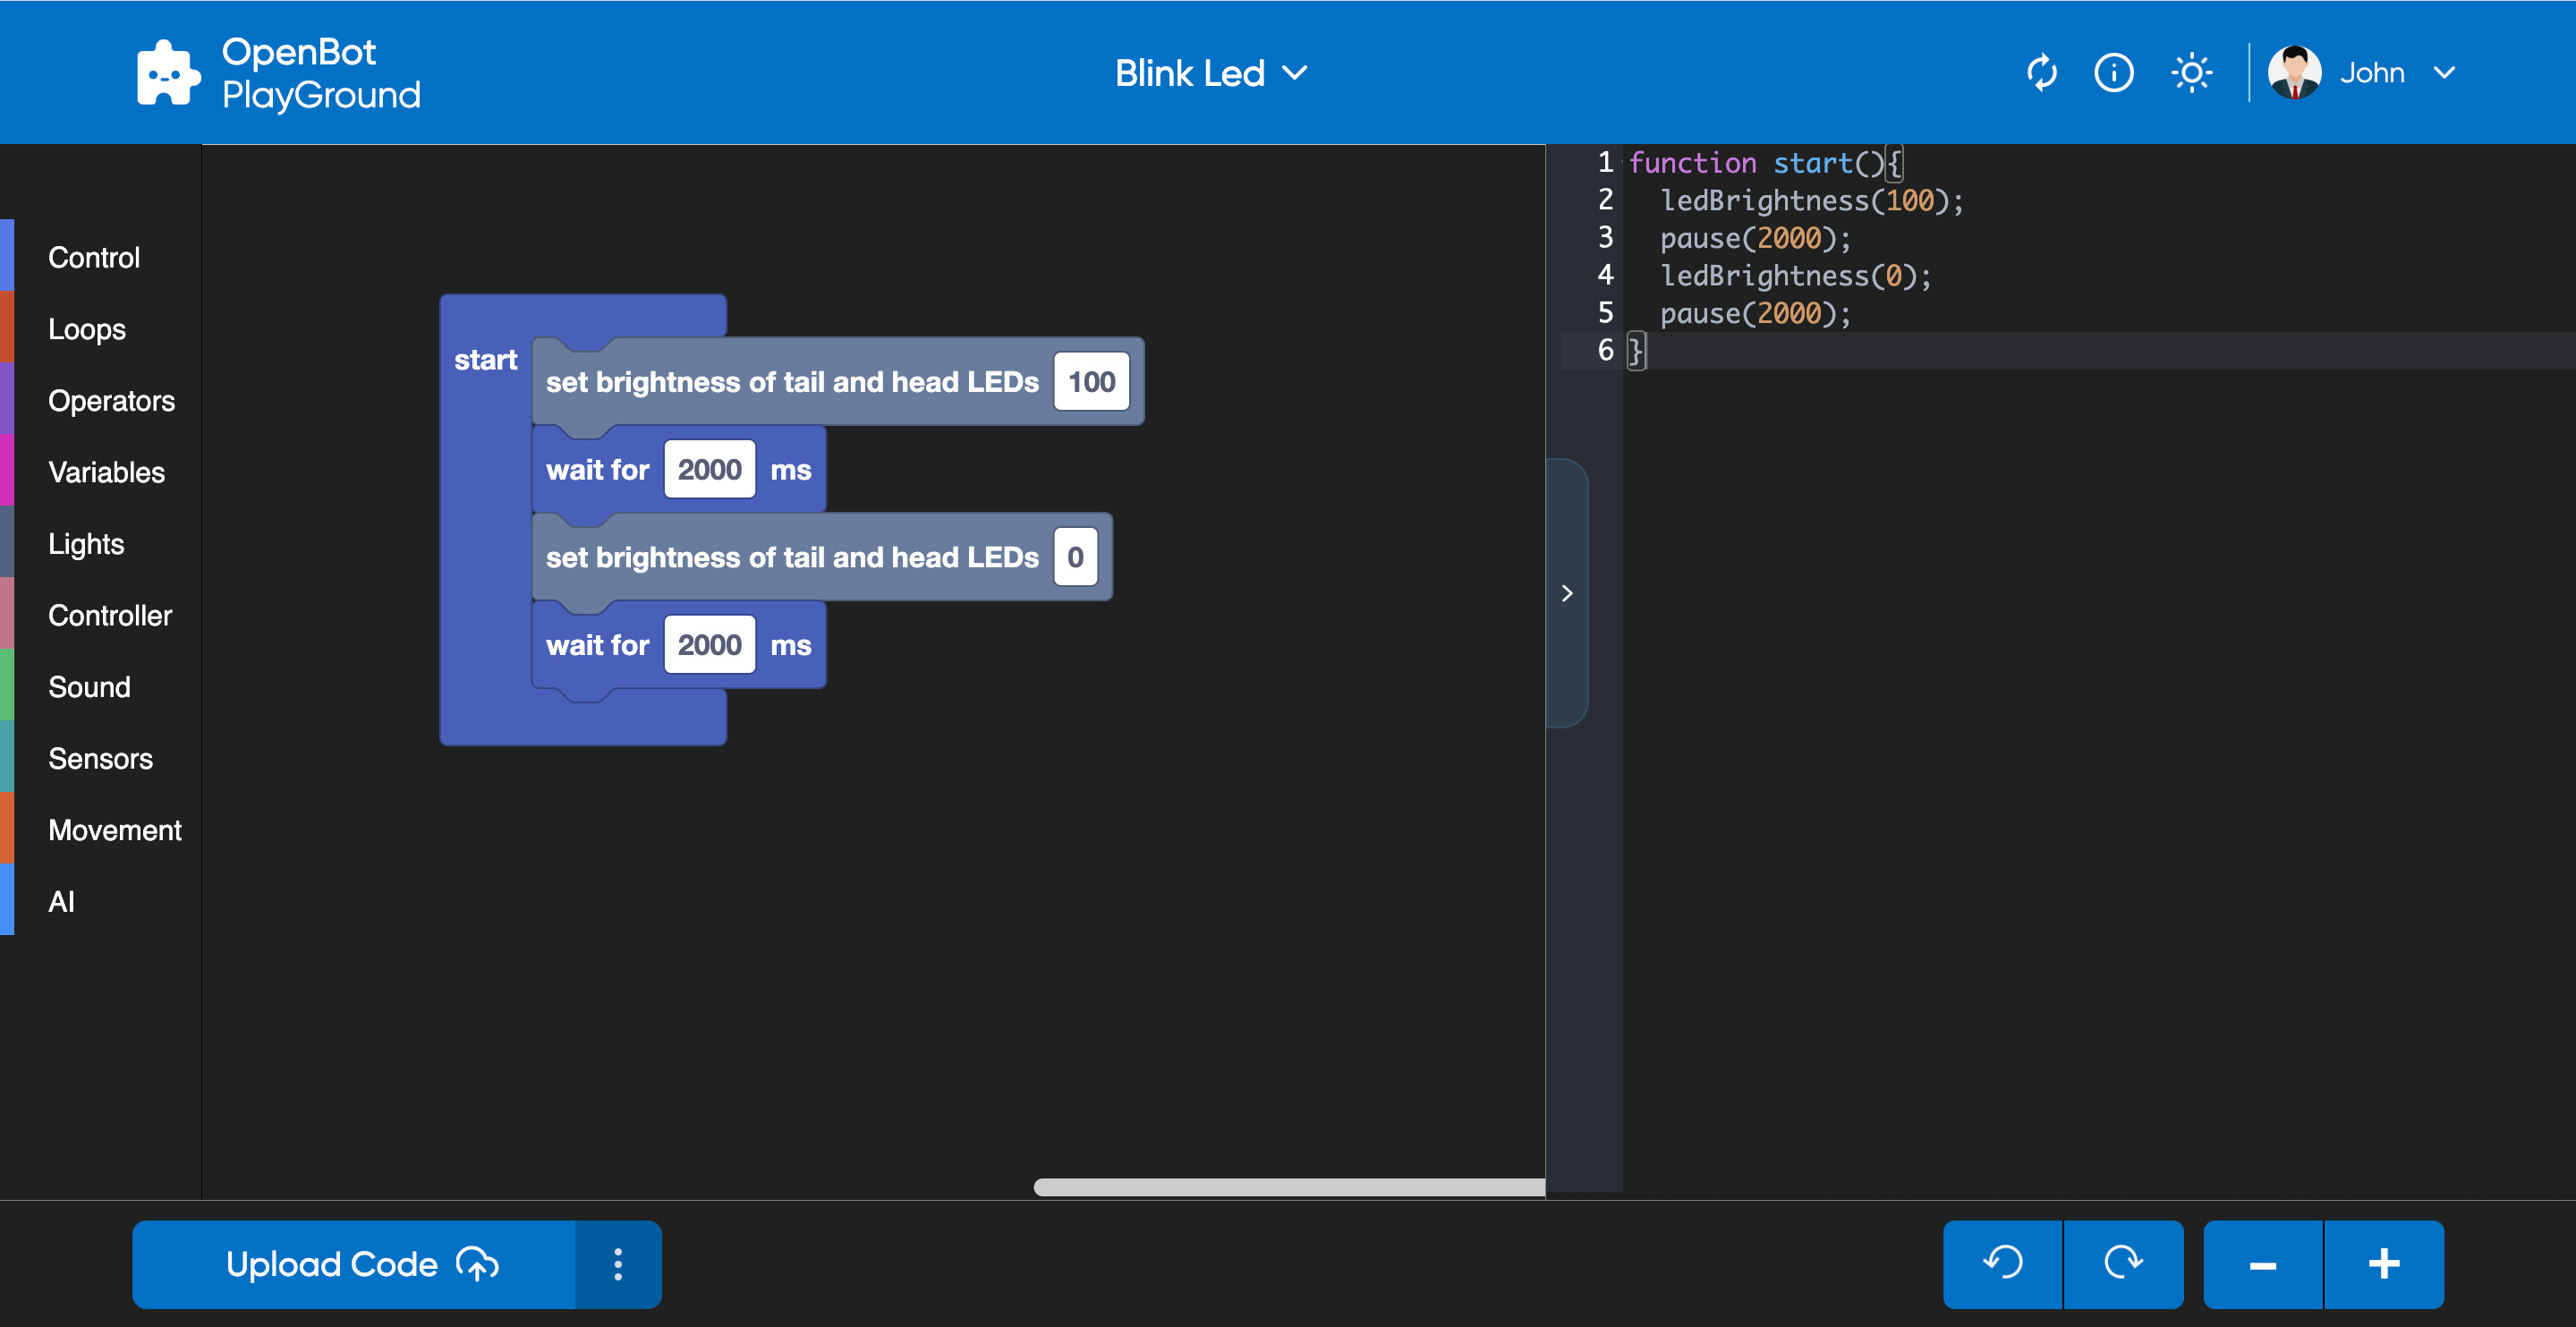 OpenBot
PlayGround
Blink Led
John
Control
Loops
Operators
Variables
Lights
Controller
Sound
Sensors
Movement
AI
start
set brightness of tail and head LEDs 100
wait for 2000 ms
set brightness of tail and head LEDs 0
wait for 2000 ms
1 function start(){
2 ledBrightness(100);
3 pause(2000);
4 ledBrightness(0);
5 pause(2000);
6 }
Upload Code